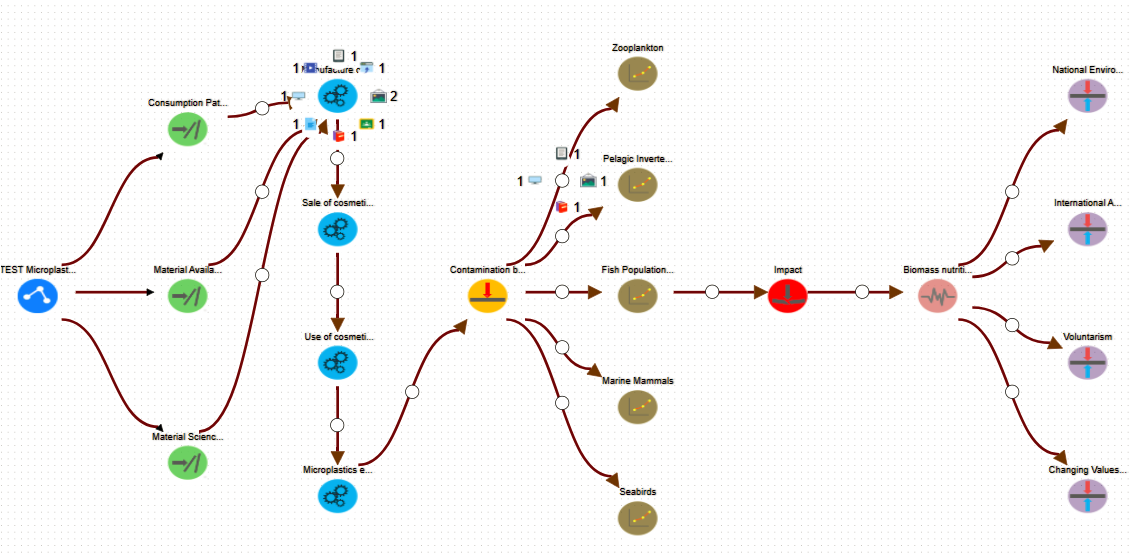 Zooplankton
1
1 nufacture o 1
National Enviro...
Consumption Pat...
1 2
1 1
1
1
Pelagic Inverte...
1 1
1
Sale of cosmeti...
International A...
TEST Microplast...
Material Availa...
Contamination b...
Fish Population...
Impact
Biomass nutriti...
Use of cosmeti...
Voluntarism
Marine Mammals
Material Scienc...
Microplastics e...
Changing Values...
Seabirds